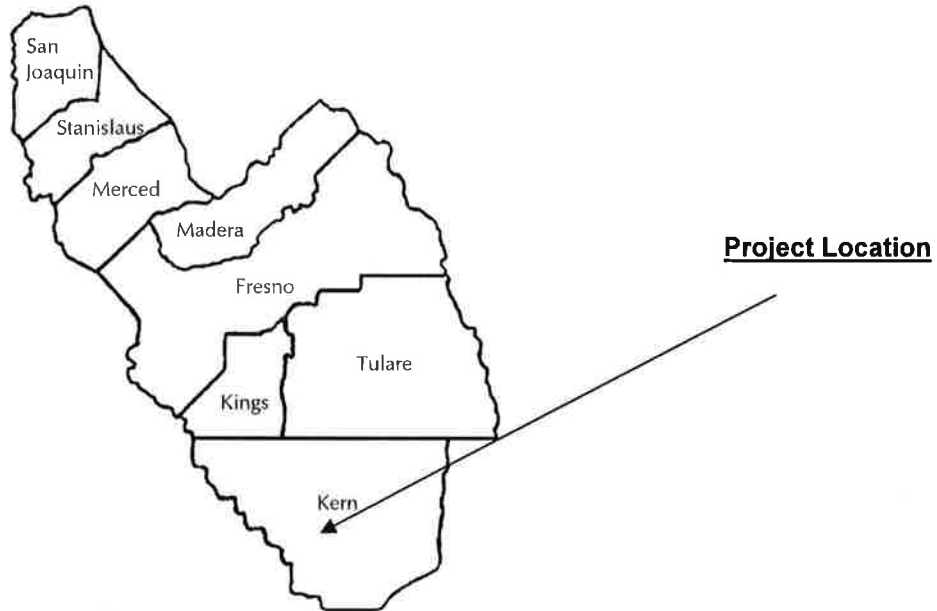 San
Joaquin
Stanislaus
Merced
Madera
Project Location
Fresno
Tulare
Kings
Kern